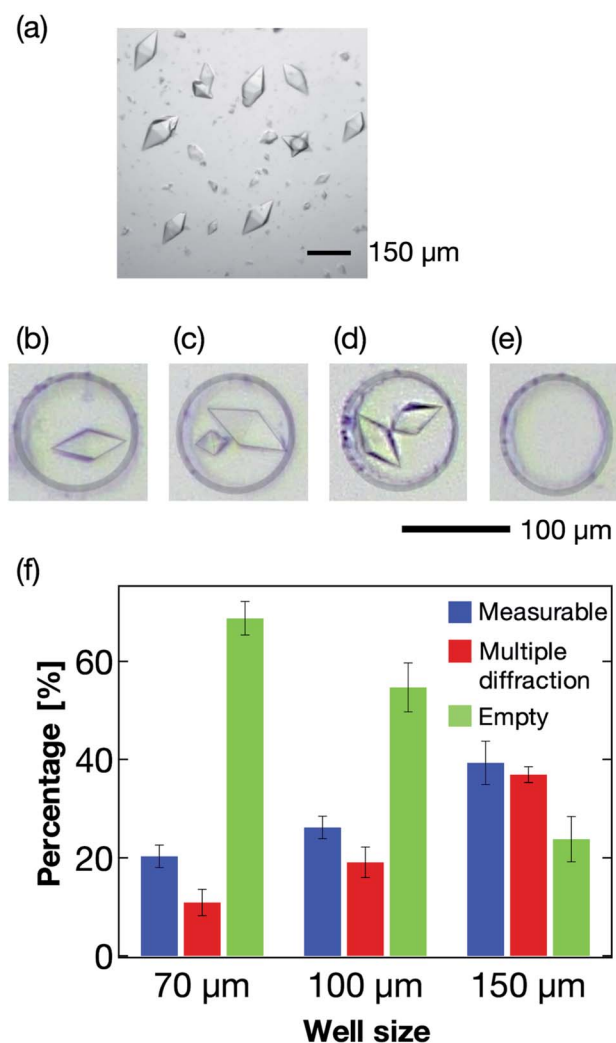 (a)
150 μm
(b) (c) (d) (e)
100 μm
(f)
Percentage [%]
60
40
20
0
Measurable
Multiple
diffraction
Empty
70 μm 100 μm 150 μm
Well size